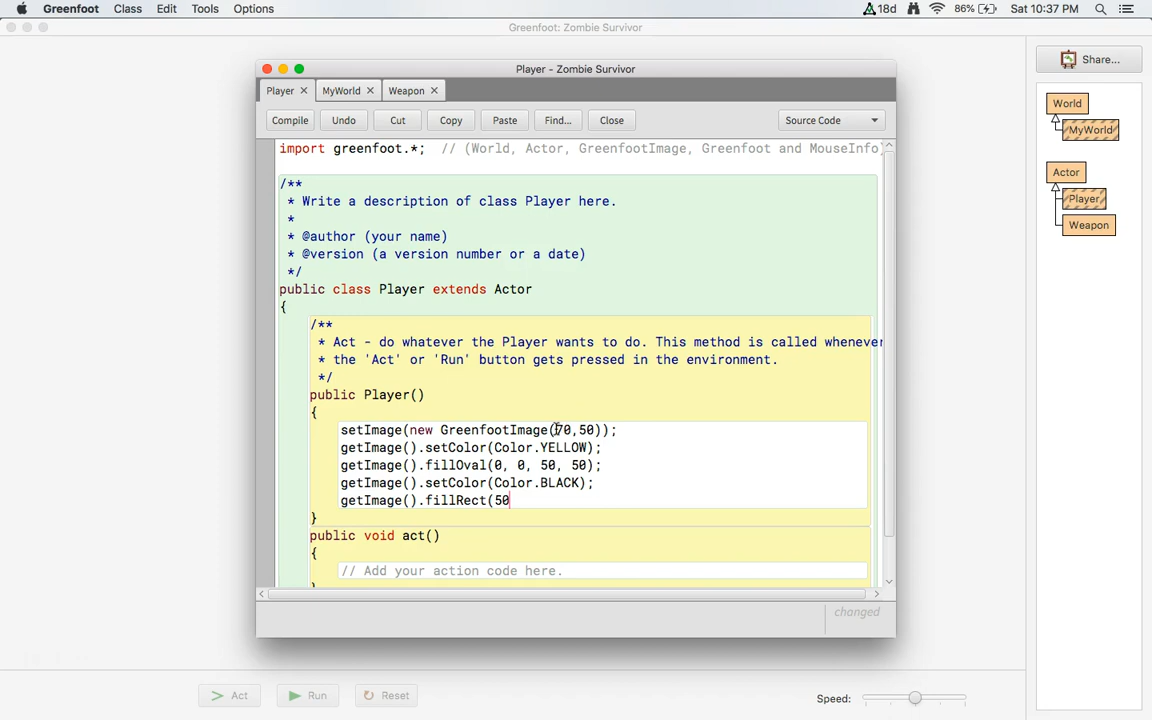 Greenfoot Class Edit Tools Options 18d 86% Sat 10:37 PM
Greenfoot: Zombie Survivor
Share...
World
MyWorld
Actor
Player
Weapon
Player - Zombie Survivor
Player MyWorld Weapon
Compile Undo Cut Copy Paste Find... Close Source Code
import greenfoot.*;  // (World, Actor, GreenfootImage, Greenfoot and MouseInfo)
/**
 * Write a description of class Player here.
 *
 * @author (your name)
 * @version (a version number or a date)
 */
public class Player extends Actor
{
/**
 * Act - do whatever the Player wants to do. This method is called whenever
 * the 'Act' or 'Run' button gets pressed in the environment.
 */
public Player()
{
setImage(new GreenfootImage(70,50));
getImage().setColor(Color.YELLOW);
getImage().fillOval(0, 0, 50, 50);
getImage().setColor(Color.BLACK);
getImage().fillRect(50
}
public void act()
{
// Add your action code here.
changed
Act Run Reset Speed: